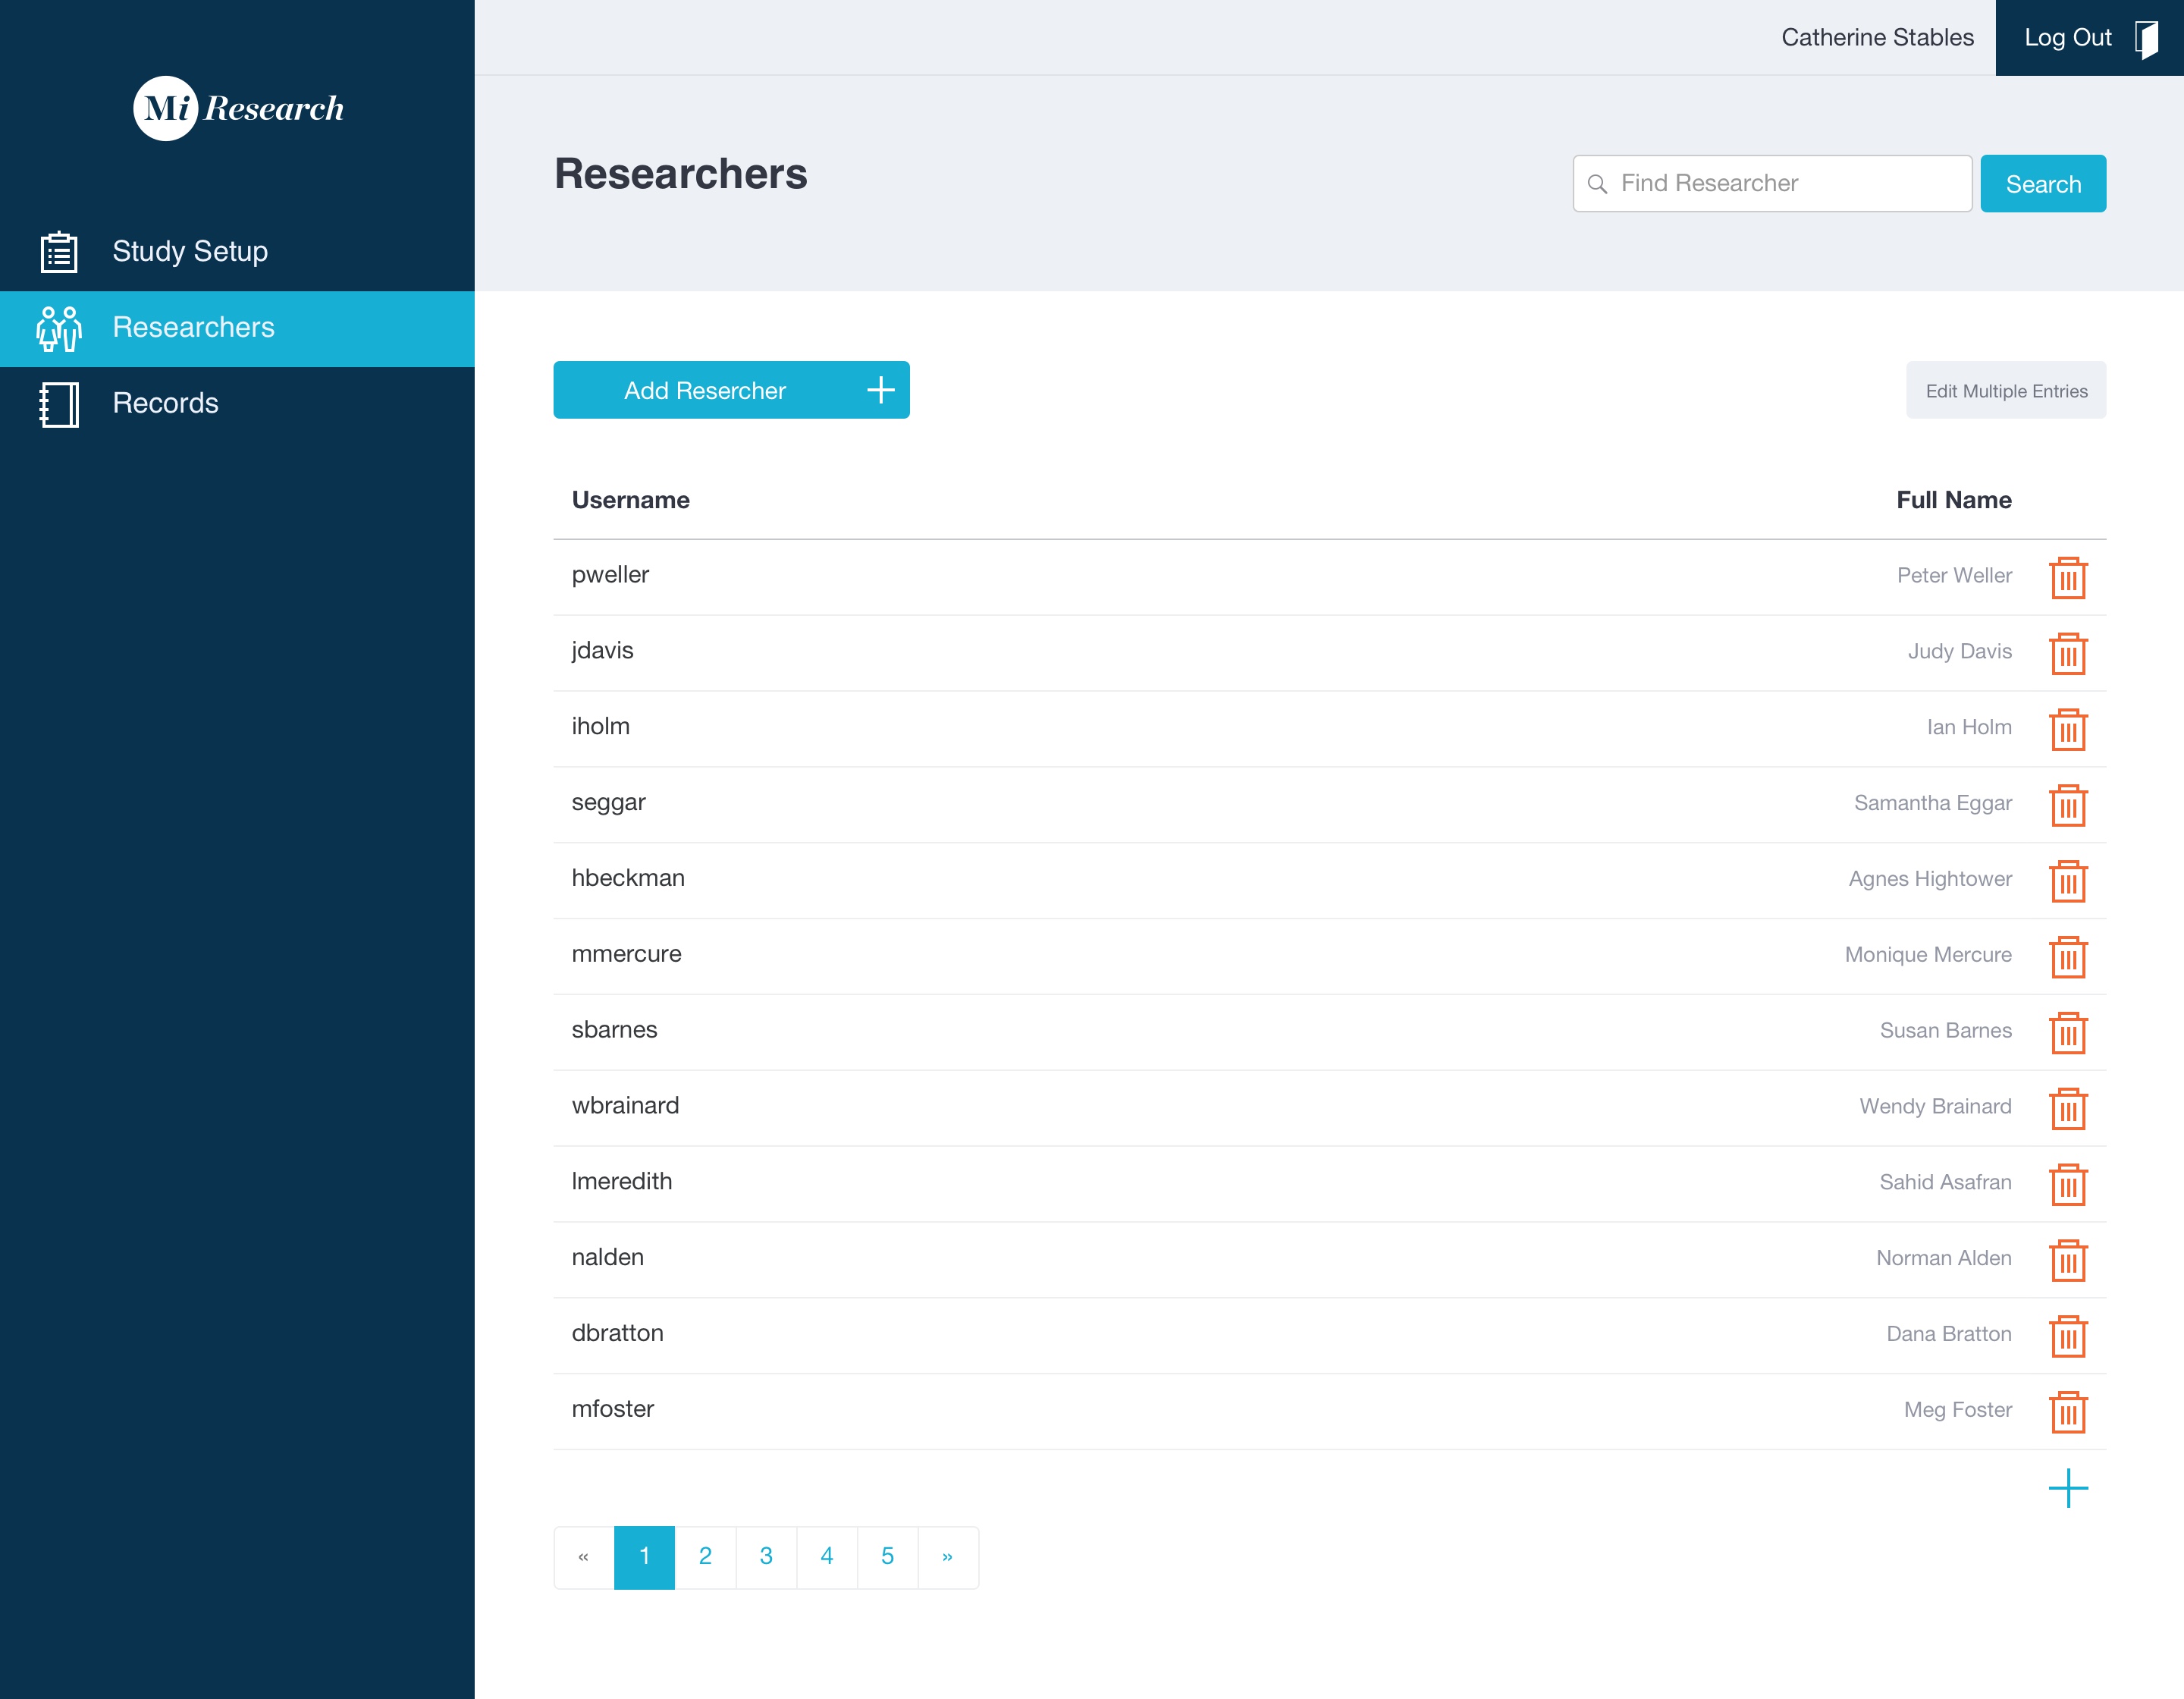 Catherine Stables
Log Out
Mi Research
Researchers
Find Researcher
Search
Study Setup
Researchers
Records
Add Resercher
Edit Multiple Entries
Username Full Name
pweller Peter Weller
jdavis Judy Davis
iholm Ian Holm
seggar Samantha Eggar
hbeckman Agnes Hightower
mmercure Monique Mercure
sbarnes Susan Barnes
wbrainard Wendy Brainard
lmeredith Sahid Asafran
nalden Norman Alden
dbratton Dana Bratton
mfoster Meg Foster
« 1 2 3 4 5 »